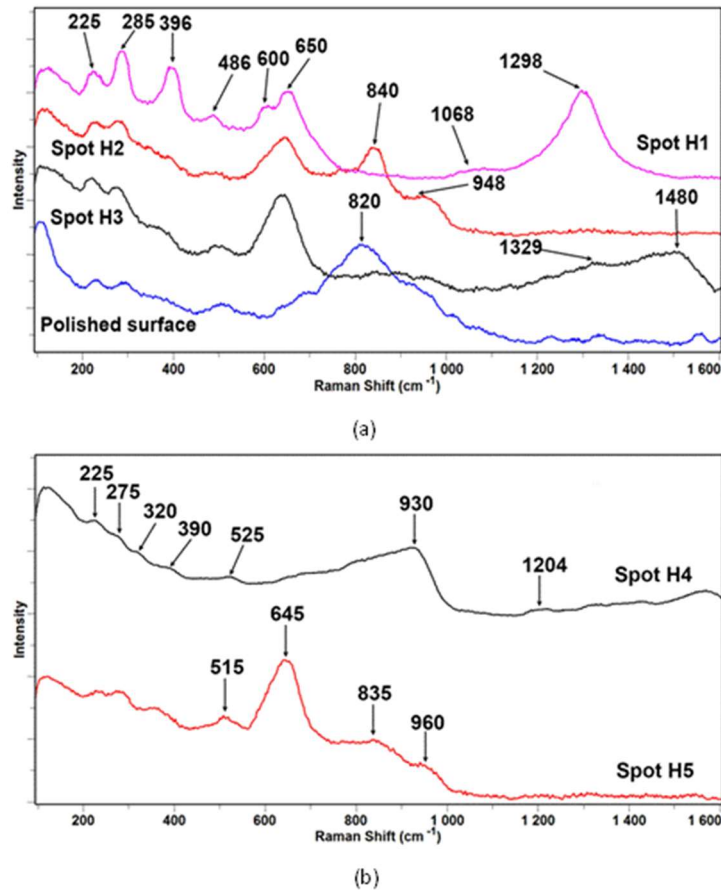 225
285
396
486
600
650
840
1068
1298
Spot H1
Spot H2
948
Spot H3
820
1329
1480
Polished surface
Intensity
200 400 600 800 1 000 1 200 1 400 1 600
Raman Shift (cm⁻¹)
(a)
225
275
320
390
525
930
1204
Spot H4
645
515
835
960
Spot H5
Intensity
200 400 600 800 1 000 1 200 1 400 1 600
Raman Shift (cm⁻¹)
(b)